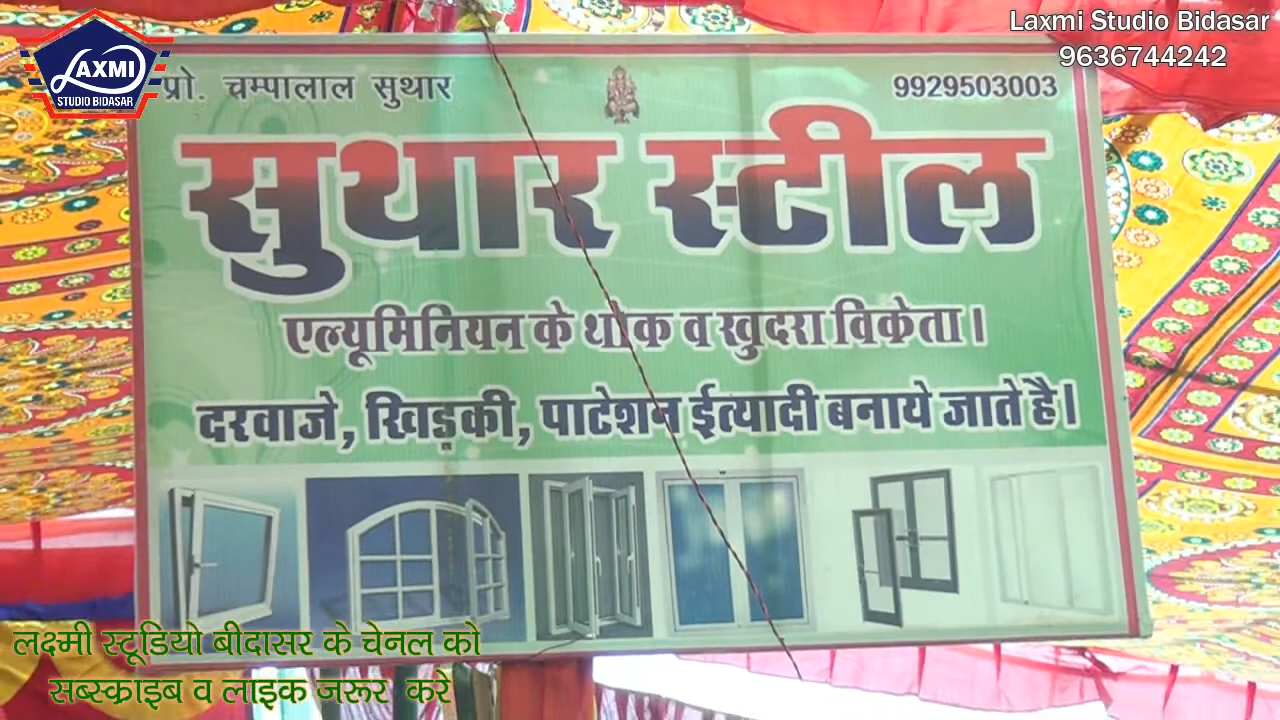 Laxmi Studio Bidasar
9636744242
LAXMI
STUDIO BIDASAR
प्रो. चम्पालाल सुथार
9929503003
सुथार स्टील
एल्यूमिनियन के थोक व खुदरा विक्रेता।
दरवाजे, खिड़की, पाटेशन ईत्यादी बनाये जाते है।
लक्ष्मी स्टूडियो बीदासर के चेनल को
सब्स्क्राइब व लाइक जरूर करें